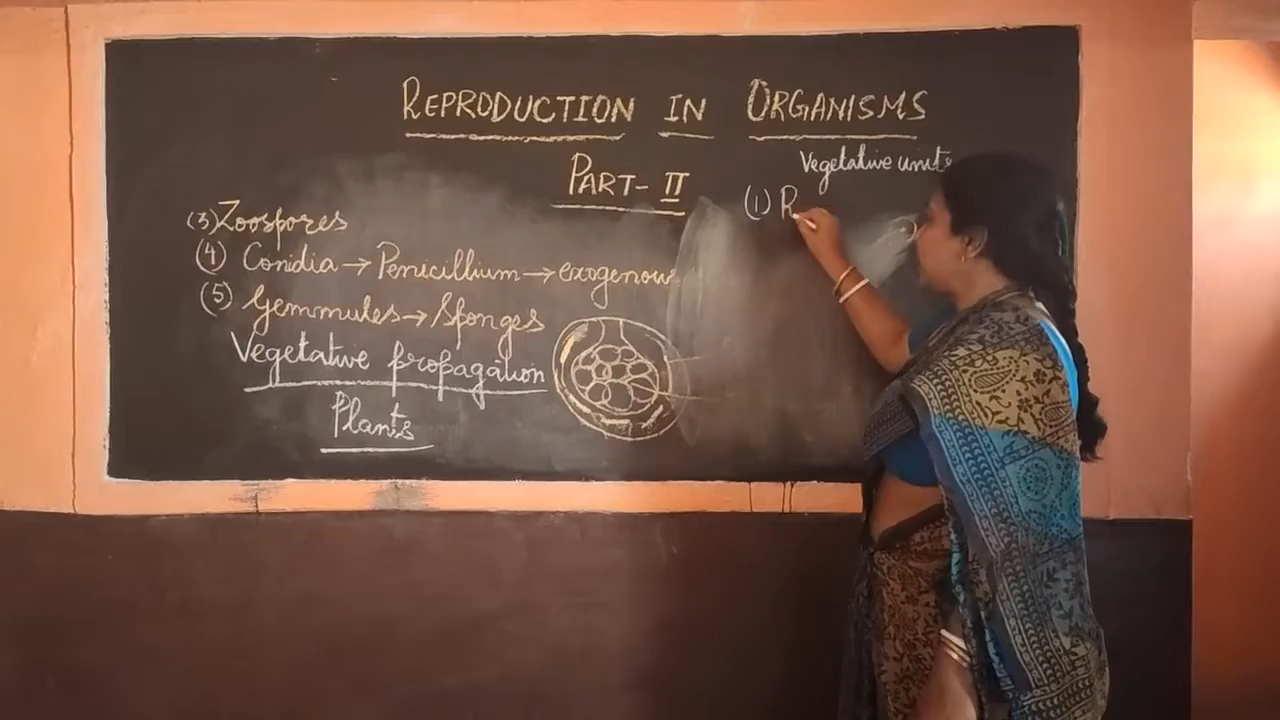 REPRODUCTION IN ORGANISMS
PART-II
(3) Zoospores
(4) Conidia → Penicillium → exogenous
(5) Gemmules → Sponges
Vegetative propagation
Plants
Vegetative units
(1) R